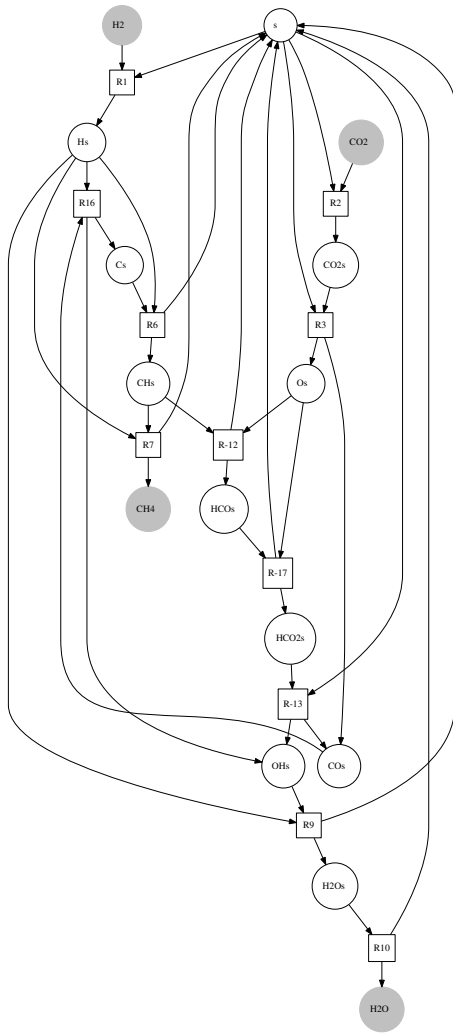 H2
s
R1
Hs
CO2
R16
R2
Cs
CO2s
R6
R3
CHs
Os
R7
R-12
CH4
HCOs
R-17
HCO2s
R-13
OHs
COs
R9
H2Os
R10
H2O